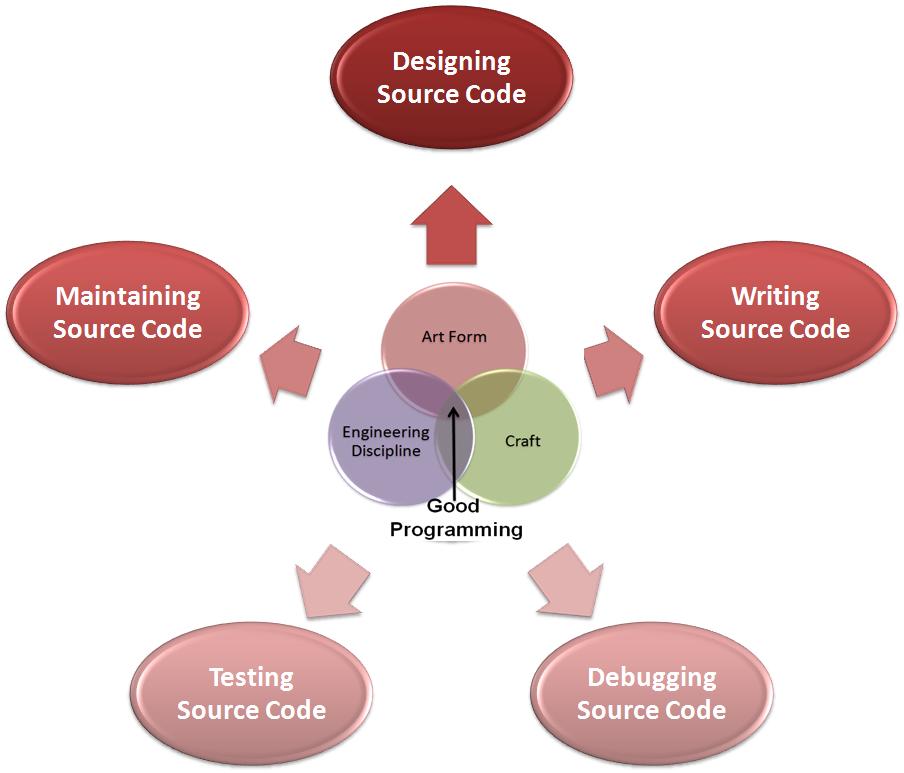 Designing
Source Code
Maintaining
Source Code
Writing
Source Code
Art Form
Engineering
Discipline
Craft
Good
Programming
Testing
Source Code
Debugging
Source Code